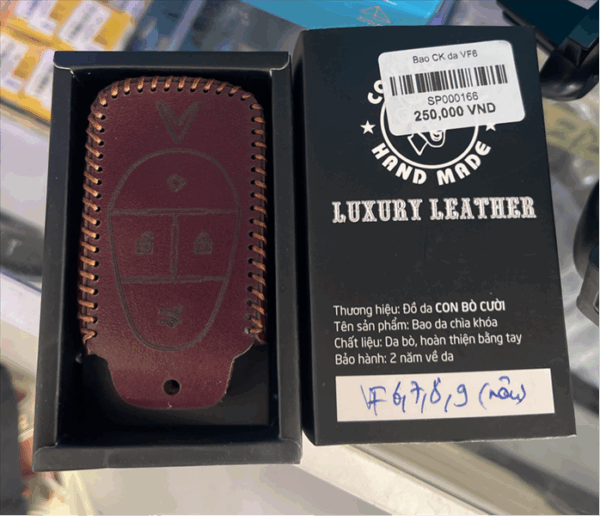 Bao CK da VF6
SP000166
250,000 VND
HAND MADE
LUXURY LEATHER
Thương hiệu: Đồ da CON BÒ CƯỜI
Tên sản phẩm: Bao da chìa khóa
Chất liệu: Da bò, hoàn thiện bằng tay
Bảo hành: 2 năm về da
VF 6,7,8,9 (nâu)